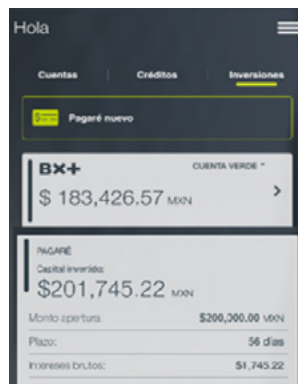 Hola
Cuentas Créditos Inversiones
Pagaré nuevo
BX+ CUENTA VERDE
$ 183,426.57 MXN
PAGARÉ
Capital invertido:
$201,745.22 MXN
Monto apertura $200,000.00 MXN
Plazo: 56 días
Intereses brutos: $1,745.22